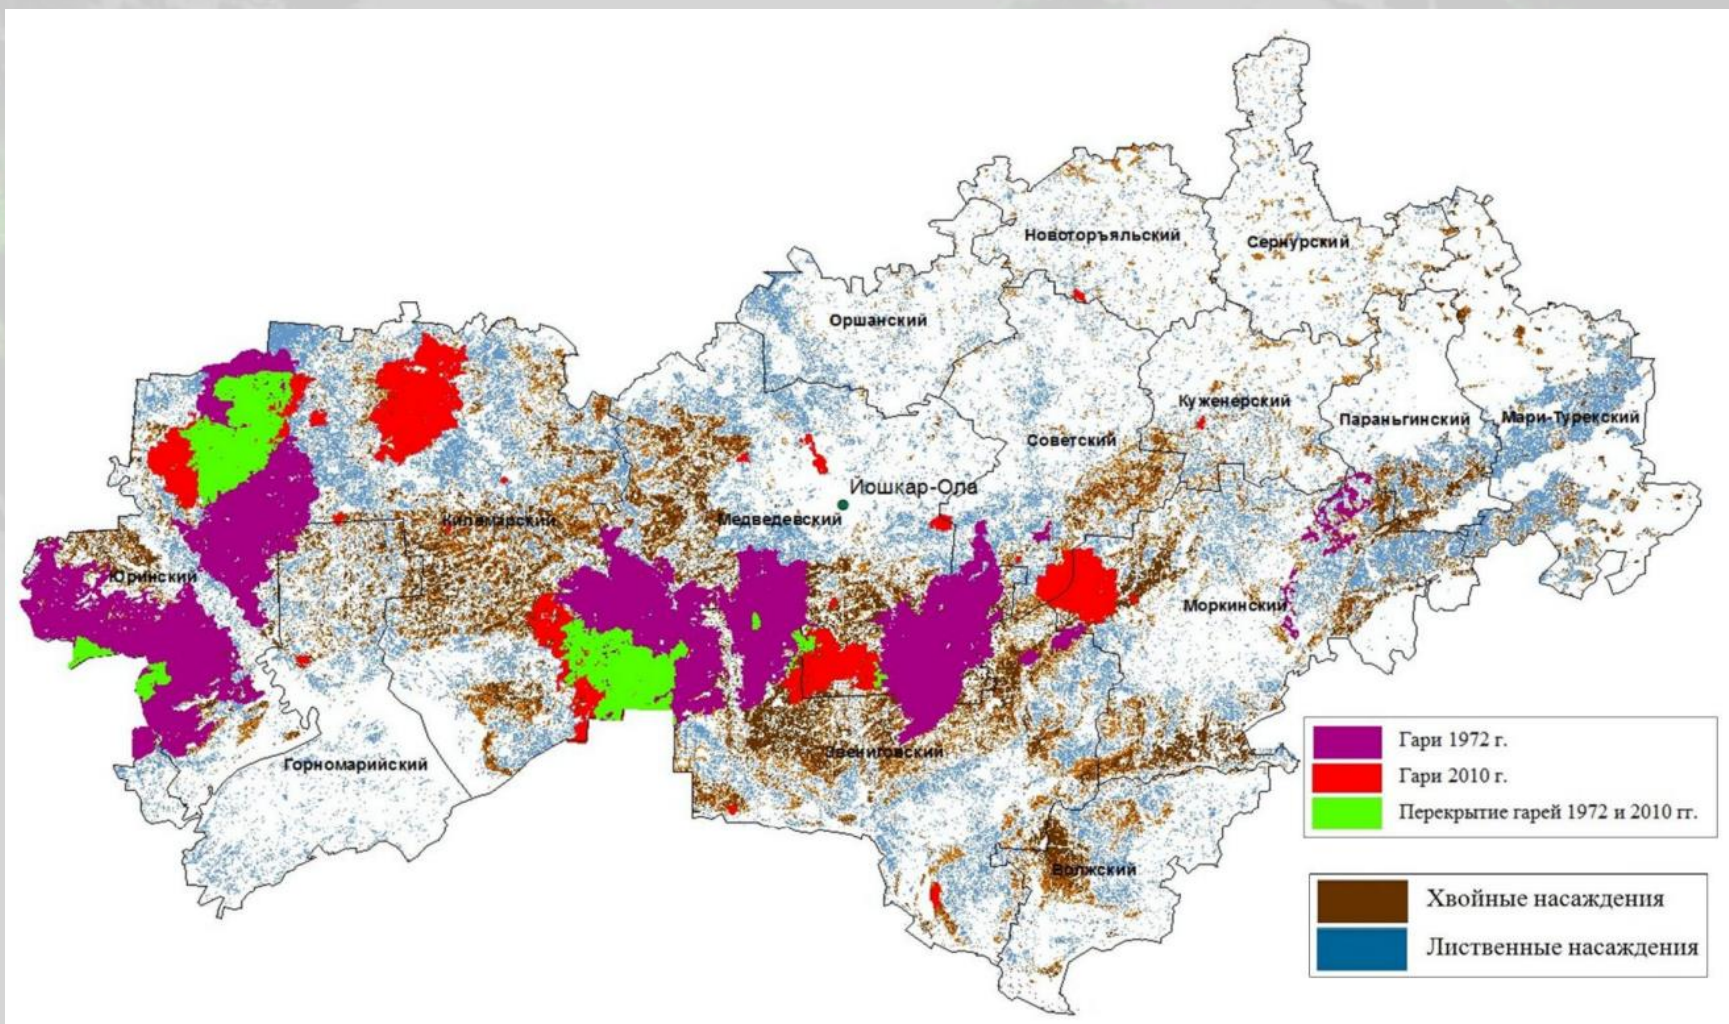 Новоторъяльский
Сернурский
Оршанский
Куженерский
Параньгинский
Мари-Турекский
Советский
Йошкар-Ола
Килемарский
Медведевский
Юринский
Моркинский
Звениговский
Горномарийский
Волжский
Гари 1972 г.
Гари 2010 г.
Перекрытие гарей 1972 и 2010 гг.
Хвойные насаждения
Лиственные насаждения